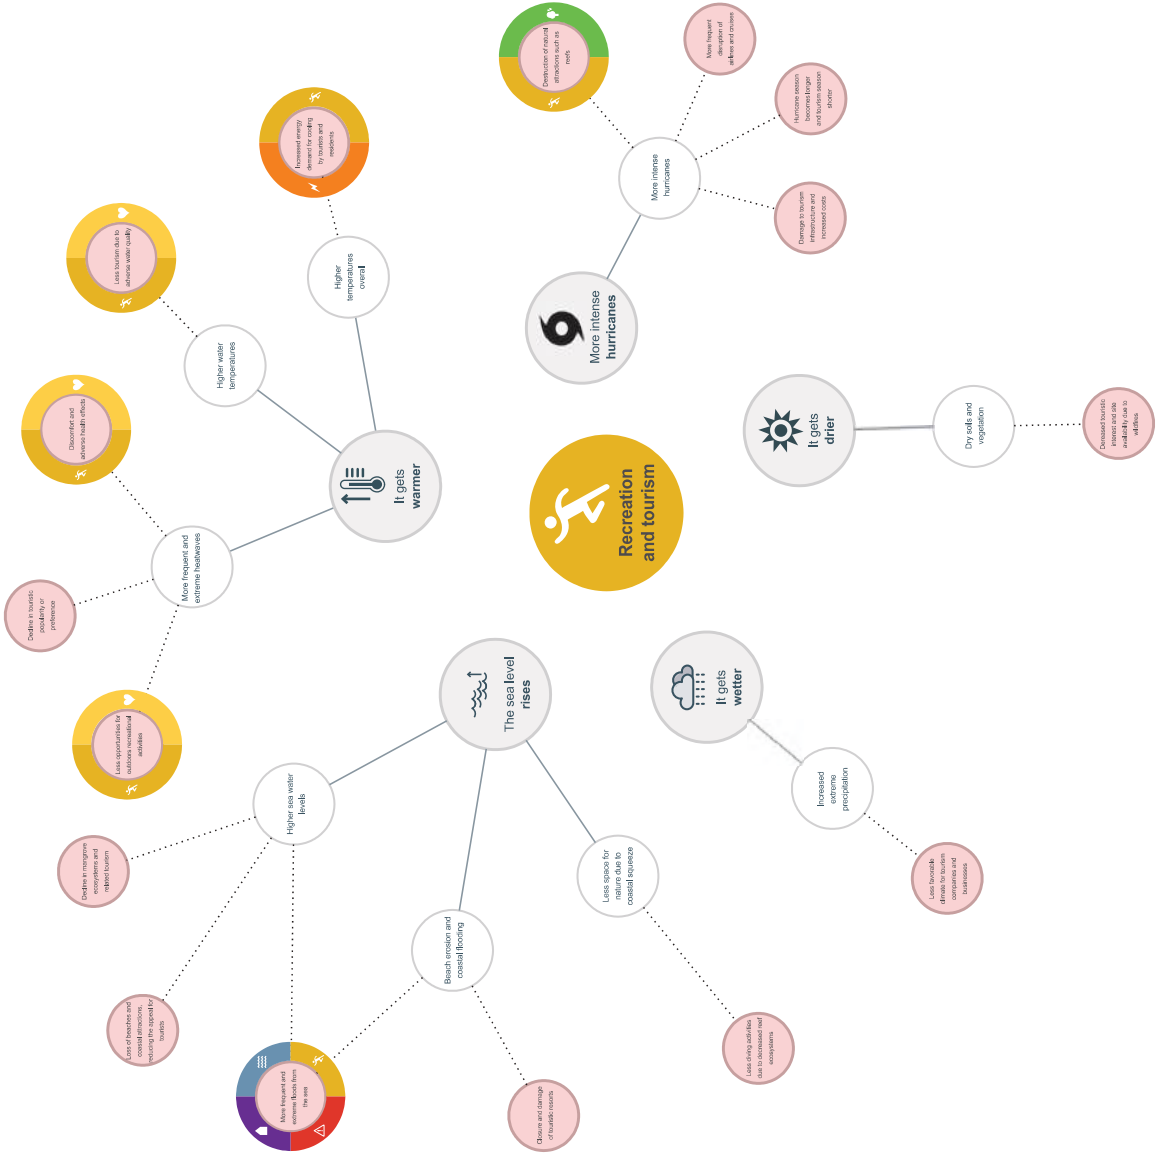 Recreation
and tourism
It gets
warmer
Higher
temperatures
overall
Increased energy
demand for cooling
by tourists and
residents
Higher water
temperatures
Less tourism due to
adverse water quality
More frequent and
extreme heatwaves
Discomfort and
adverse health effects
Decline in touristic
popularity or
preference
Less opportunities for
outdoors recreational
activities
The sea level
rises
Higher sea water
levels
Decline in mangrove
ecosystems and
related tourism
Loss of beaches and
coastal attractions,
reducing the appeal for
tourists
More frequent and
extreme floods from
the sea
Beach erosion and
coastal flooding
Closure and damage
of touristic resorts
Less space for
nature due to
coastal squeeze
Less diving activities
due to decreased reef
ecosystems
It gets
wetter
Increased
extreme
precipitation
Less favorable
climate for tourism
companies and
businesses
It gets
drier
Dry soils and
vegetation
Decreased touristic
interest and site
availability due to
wildfires
More intense
hurricanes
More intense
hurricanes
Destruction of natural
attractions such as
reefs
More frequent
disruption of
airlines and cruises
Hurricane season
becomes longer
and tourism season
shorter
Damage to tourism
infrastructure and
increased costs